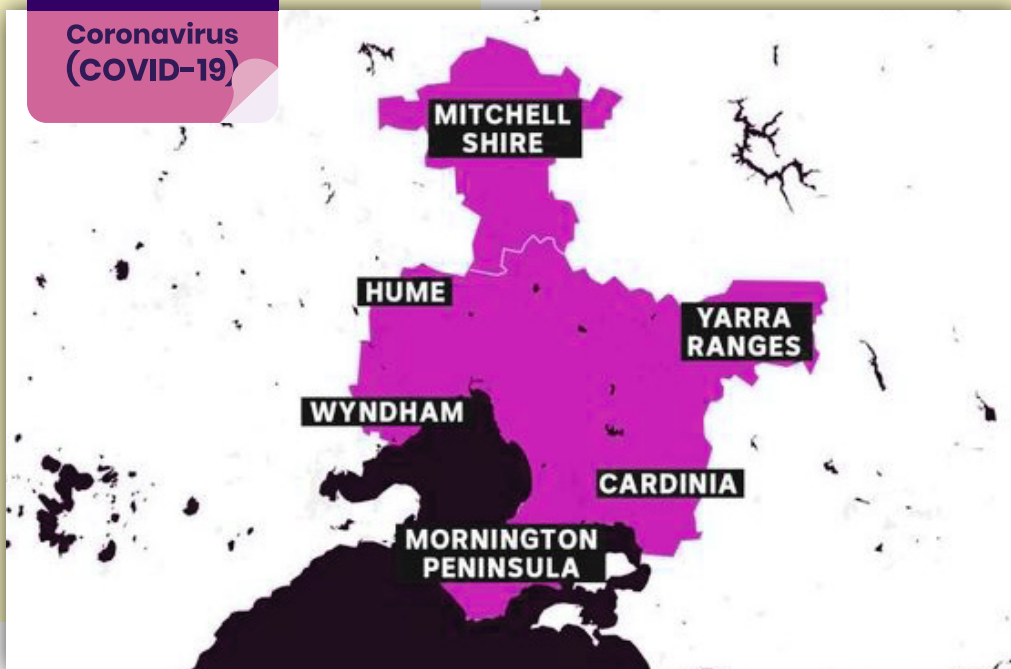 Coronavirus
(COVID-19)
MITCHELL
SHIRE
HUME
YARRA
RANGES
WYNDHAM
CARDINIA
MORNINGTON
PENINSULA